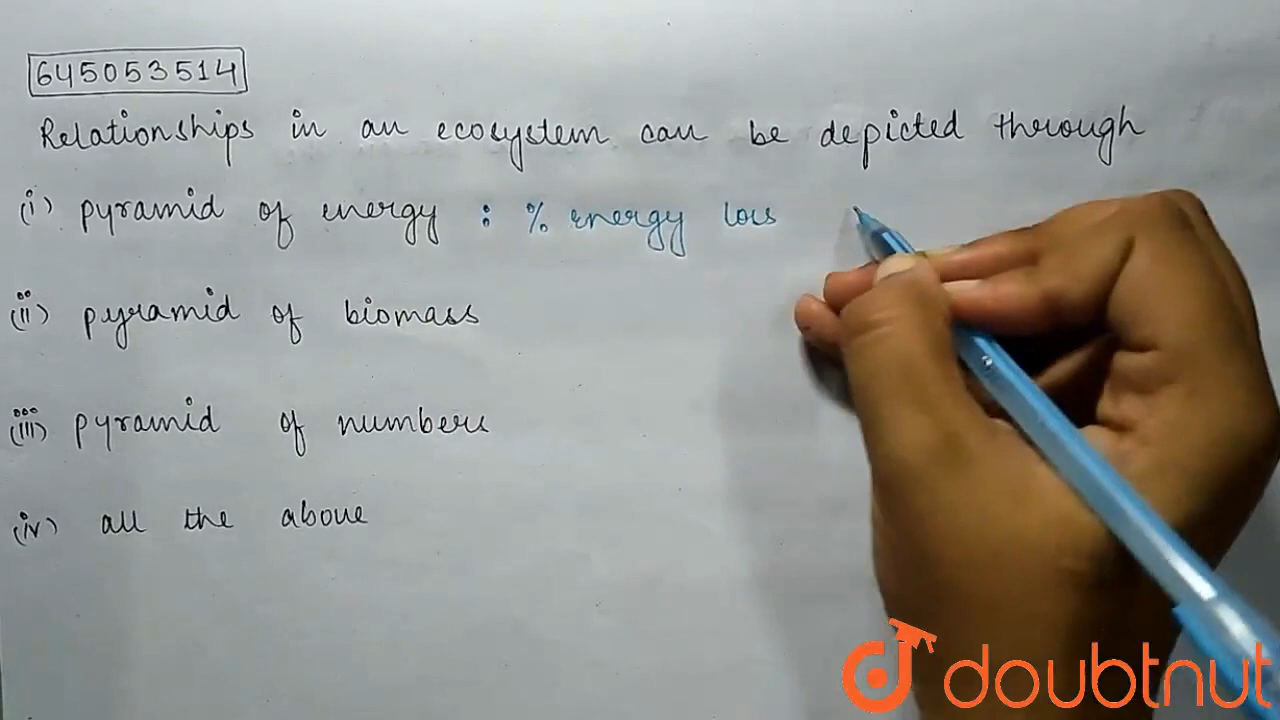 645053514
Relationships in an ecosystem can be depicted through
(i) pyramid of energy : % energy loss
(ii) pyramid of biomass
(iii) pyramid of numbers
(iv) all the above
doubtnut